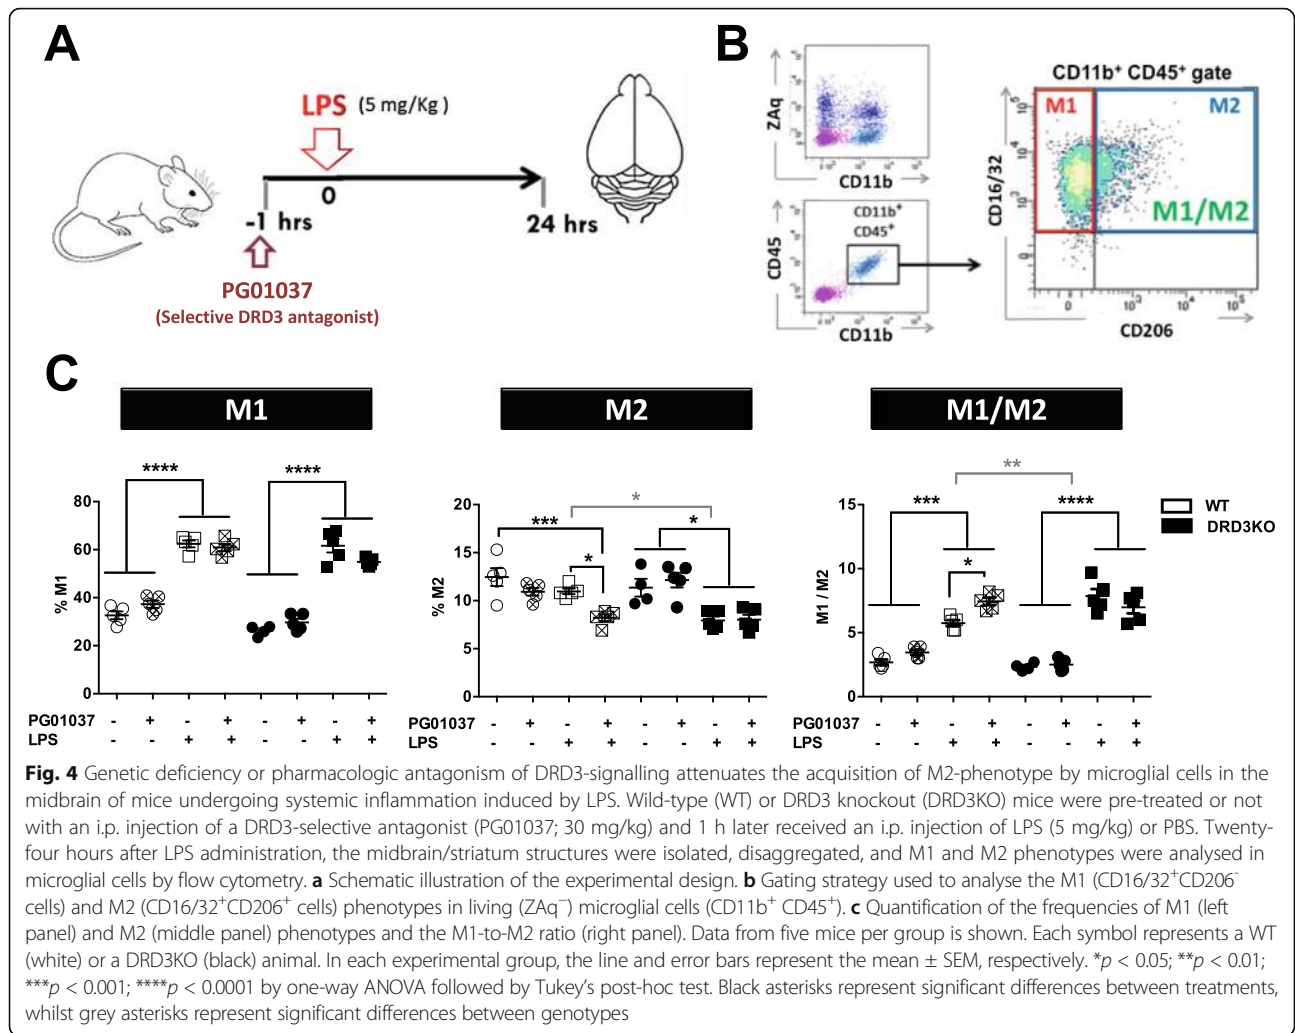 A
LPS (5 mg/Kg )
0
-1 hrs
24 hrs
PG01037
(Selective DRD3 antagonist)
B
ZAq
CD11b
CD45
CD11b+
CD45+
CD11b
CD11b+ CD45+ gate
M1
M2
M1/M2
CD16/32
10^5
10^4
10^3
0
0
10^3
10^4
10^5
CD206
C
M1
M2
M1/M2
****
****
% M1
80
60
40
20
0
PG01037 - + - + - + - +
LPS - - + + - - + +
*
***
*
*
% M2
20
15
10
5
0
PG01037 - + - + - + - +
LPS - - + + - - + +
**
***
****
*
M1 / M2
15
10
5
0
PG01037 - + - + - + - +
LPS - - + + - - + +
WT
DRD3KO
Fig. 4 Genetic deficiency or pharmacologic antagonism of DRD3-signalling attenuates the acquisition of M2-phenotype by microglial cells in the
midbrain of mice undergoing systemic inflammation induced by LPS. Wild-type (WT) or DRD3 knockout (DRD3KO) mice were pre-treated or not
with an i.p. injection of a DRD3-selective antagonist (PG01037; 30 mg/kg) and 1 h later received an i.p. injection of LPS (5 mg/kg) or PBS. Twenty-
four hours after LPS administration, the midbrain/striatum structures were isolated, disaggregated, and M1 and M2 phenotypes were analysed in
microglial cells by flow cytometry. a Schematic illustration of the experimental design. b Gating strategy used to analyse the M1 (CD16/32+CD206-
cells) and M2 (CD16/32+CD206+ cells) phenotypes in living (ZAq−) microglial cells (CD11b+ CD45+). c Quantification of the frequencies of M1 (left
panel) and M2 (middle panel) phenotypes and the M1-to-M2 ratio (right panel). Data from five mice per group is shown. Each symbol represents a WT
(white) or a DRD3KO (black) animal. In each experimental group, the line and error bars represent the mean ± SEM, respectively. *p < 0.05; **p < 0.01;
***p < 0.001; ****p < 0.0001 by one-way ANOVA followed by Tukey's post-hoc test. Black asterisks represent significant differences between treatments,
whilst grey asterisks represent significant differences between genotypes